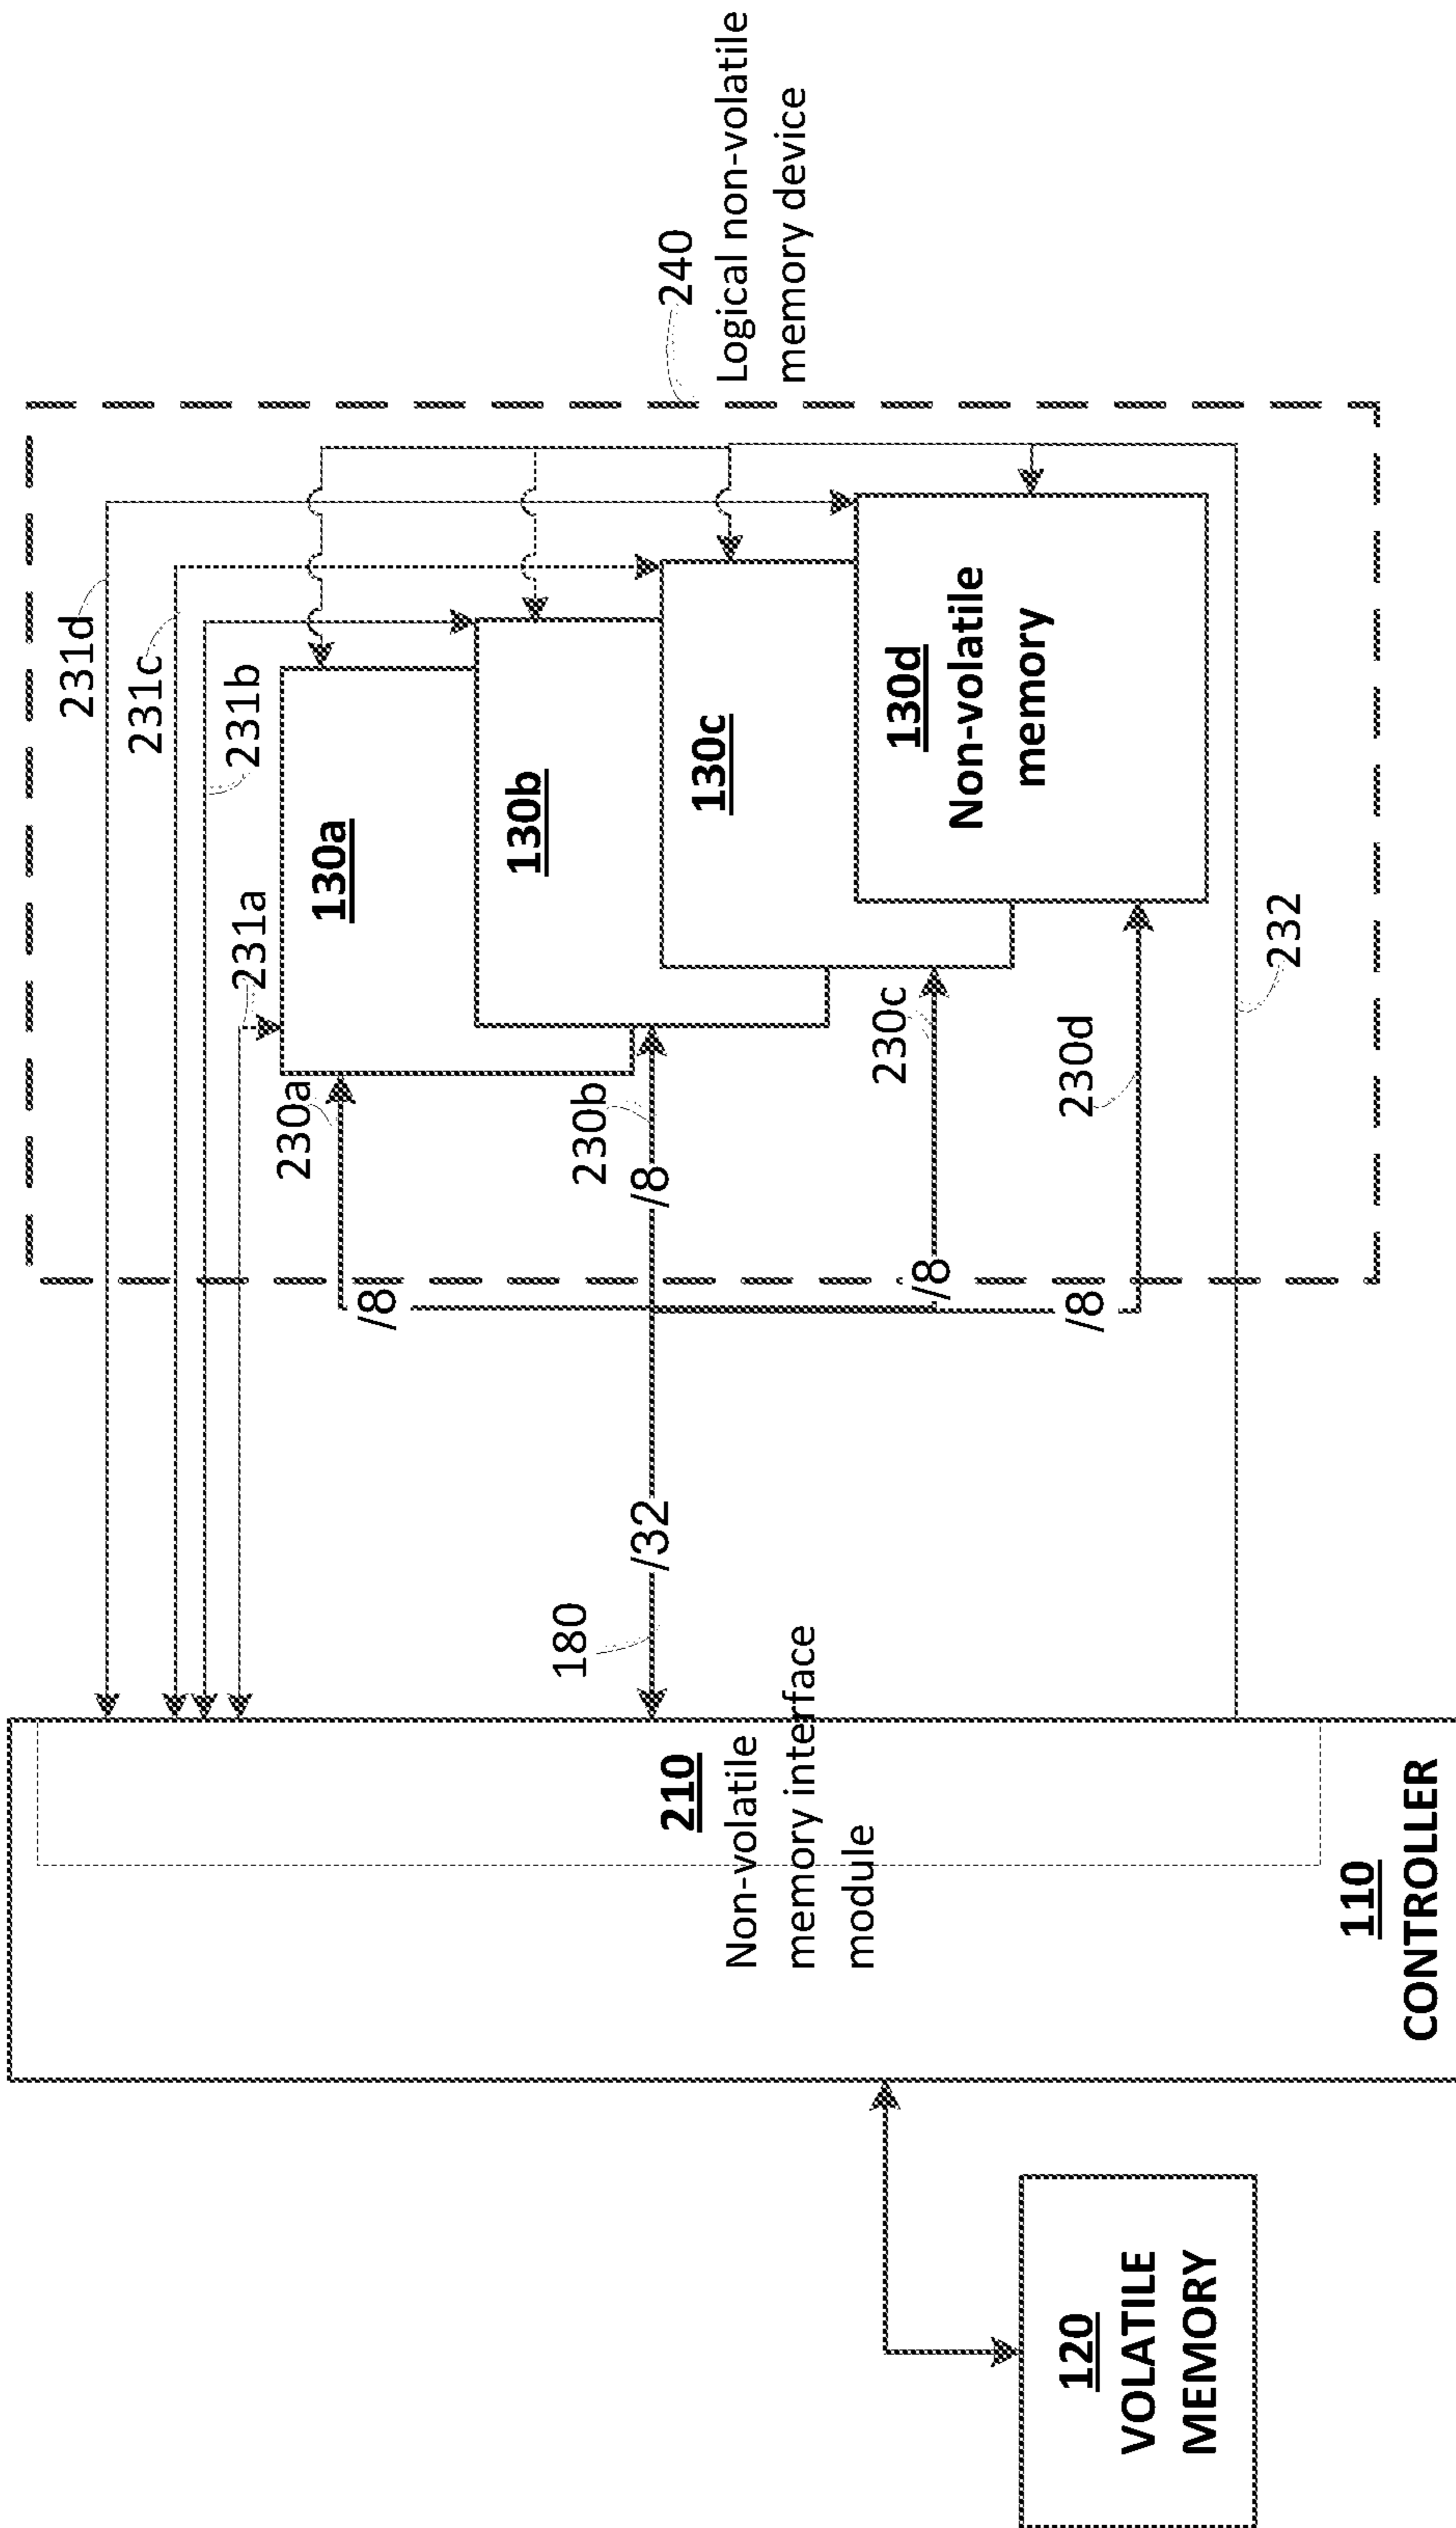 120
VOLATILE
MEMORY
110
CONTROLLER
210
Non-volatile
memory interface
module
180
/32
/8
/8
/8
/8
230a
230b
230c
230d
231a
231b
231c
231d
232
130a
130b
130c
130d
Non-volatile
memory
240
Logical non-volatile
memory device